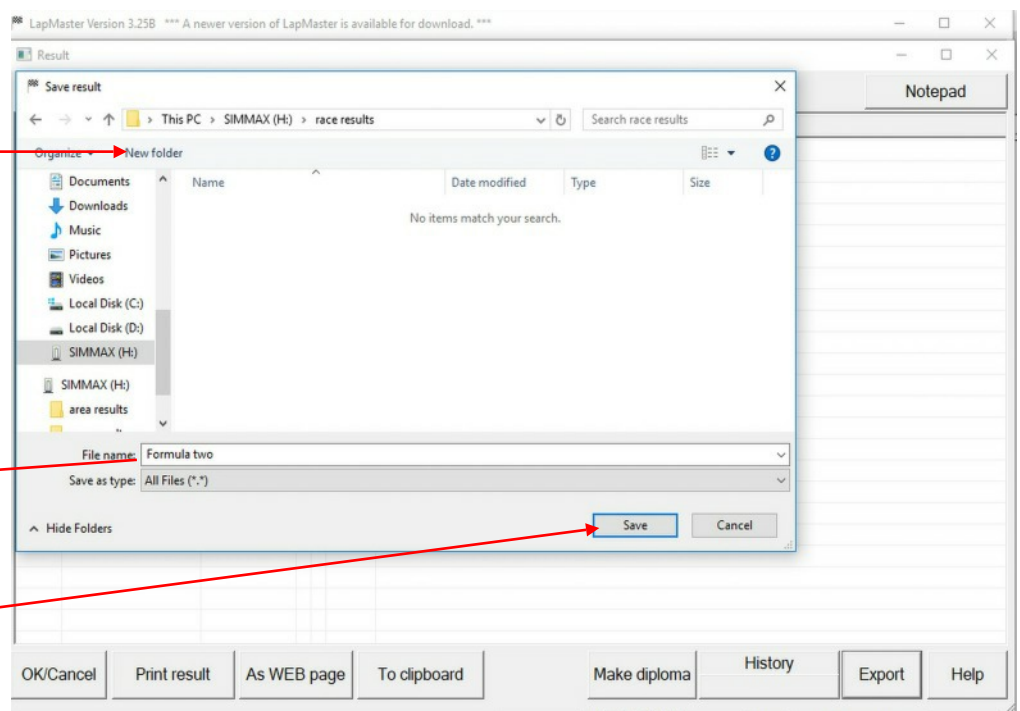 LapMaster Version 3.25B *** A newer version of LapMaster is available for download. ***
Result
Save result
Notepad
This PC > SIMMAX (H:) > race results
Search race results
Organize
New folder
Name
Date modified
Type
Size
No items match your search.
Documents
Downloads
Music
Pictures
Videos
Local Disk (C:)
Local Disk (D:)
SIMMAX (H:)
SIMMAX (H:)
area results
File name: Formula two
Save as type: All Files (*.*)
Hide Folders
Save
Cancel
OK/Cancel
Print result
As WEB page
To clipboard
Make diploma
History
Export
Help